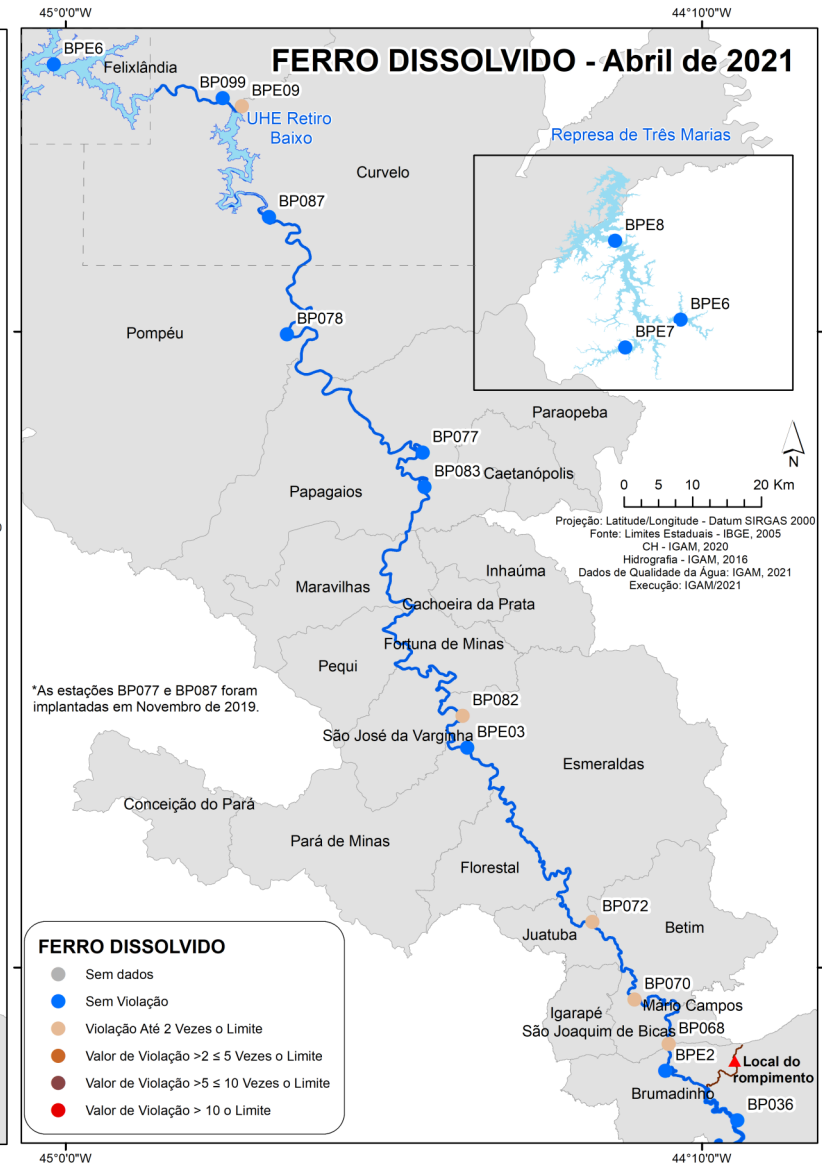 45°0'0"W
44°10'0"W
FERRO DISSOLVIDO - Abril de 2021
BPE6
Felixlândia
BP099
BPE09
UHE Retiro
Baixo
Represa de Três Marias
Curvelo
BP087
BPE8
BPE6
BPE7
BP078
Pompéu
Paraopeba
BP077
BP083
Caetanópolis
Papagaios
N
0 5 10 20 Km
Projeção: Latitude/Longitude - Datum SIRGAS 2000
Fonte: Limites Estaduais - IBGE, 2005
CH - IGAM, 2020
Hidrografia - IGAM, 2016
Dados de Qualidade da Água: IGAM, 2021
Execução: IGAM/2021
Inhaúma
Maravilhas
Cachoeira da Prata
Fortuna de Minas
Pequi
*As estações BP077 e BP087 foram
implantadas em Novembro de 2019.
BP082
São José da Varginha
BPE03
Esmeraldas
Conceição do Pará
Pará de Minas
Florestal
BP072
Juatuba
Betim
BP070
Mário Campos
Igarapé
São Joaquim de Bicas
BP068
BPE2
Local do
rompimento
Brumadinho
BP036
FERRO DISSOLVIDO
Sem dados
Sem Violação
Violação Até 2 Vezes o Limite
Valor de Violação >2 ≤ 5 Vezes o Limite
Valor de Violação >5 ≤ 10 Vezes o Limite
Valor de Violação > 10 o Limite
45°0'0"W
44°10'0"W